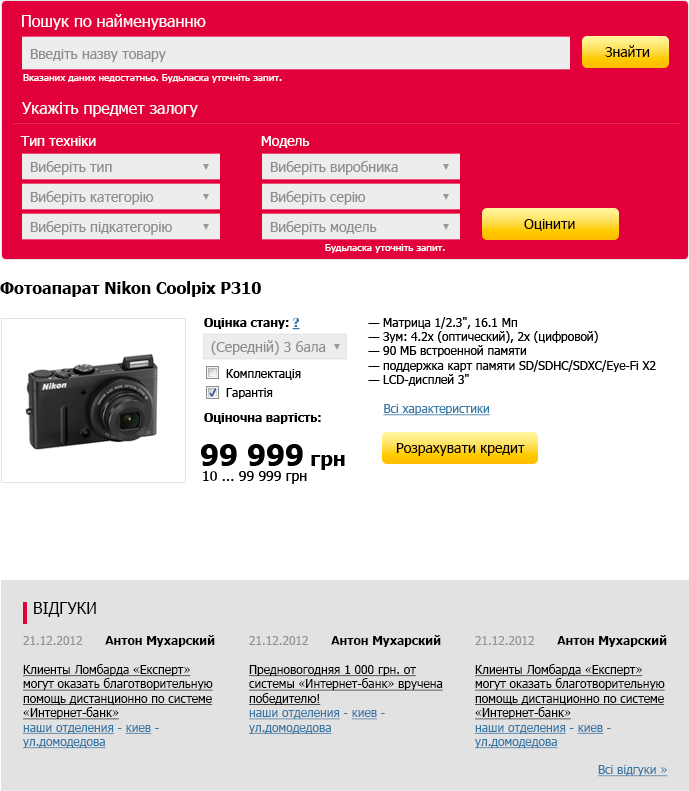 Пошук по найменуванню
Введіть назву товару
Знайти
Вказаних даних недостатньо. Будьласка уточніть запит.
Укажіть предмет залогу
Тип техніки
Модель
Виберіть тип
Виберіть виробника
Виберіть категорію
Виберіть серію
Виберіть підкатегорію
Виберіть модель
Оцінити
Будьласка уточніть запит.
Фотоапарат Nikon Coolpix P310
Nikon
Оцінка стану: ?
(Середній) 3 бала
Комплектація
Гарантія
Оціночна вартість:
99 999 грн
10 ... 99 999 грн
— Матрица 1/2.3", 16.1 Мп
— Зум: 4.2x (оптический), 2x (цифровой)
— 90 МБ встроенной памяти
— поддержка карт памяти SD/SDHC/SDXC/Eye-Fi X2
— LCD-дисплей 3"
Всі характеристики
Розрахувати кредит
ВІДГУКИ
21.12.2012 Антон Мухарский
Клиенты Ломбарда «Експерт»
могут оказать благотворительную
помощь дистанционно по системе
«Интернет-банк»
наши отделения - киев -
ул.домодедова
21.12.2012 Антон Мухарский
Предновогодняя 1 000 грн. от
системы «Интернет-банк» вручена
победителю!
наши отделения - киев -
ул.домодедова
21.12.2012 Антон Мухарский
Клиенты Ломбарда «Експерт»
могут оказать благотворительную
помощь дистанционно по системе
«Интернет-банк»
наши отделения - киев -
ул.домодедова
Всі відгуки »